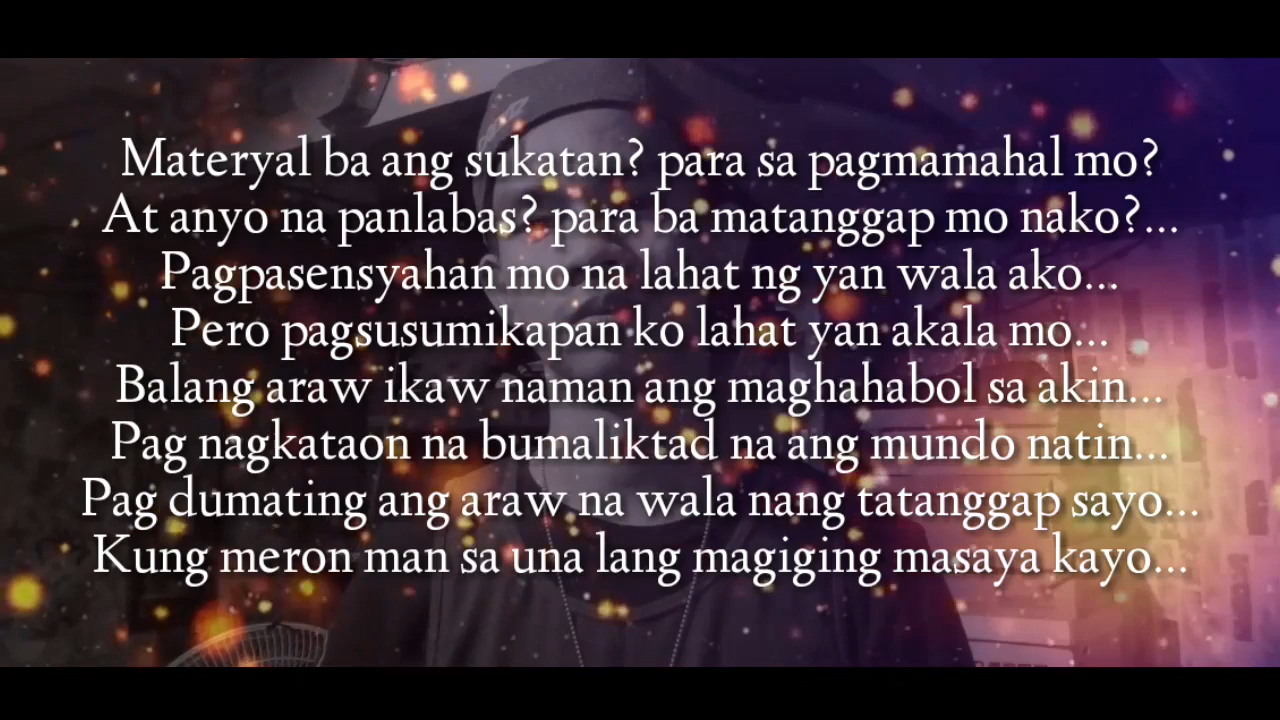 Materyal ba ang sukatan? para sa pagmamahal mo?
At anyo na panlabas? para ba matanggap mo nako?...
Pagpasensyahan mo na lahat ng yan wala ako...
Pero pagsusumikapan ko lahat yan akala mo...
Balang araw ikaw naman ang maghahabol sa akin...
Pag nagkataon na bumaliktad na ang mundo natin...
Pag dumating ang araw na wala nang tatanggap sayo...
Kung meron man sa una lang magiging masaya kayo...